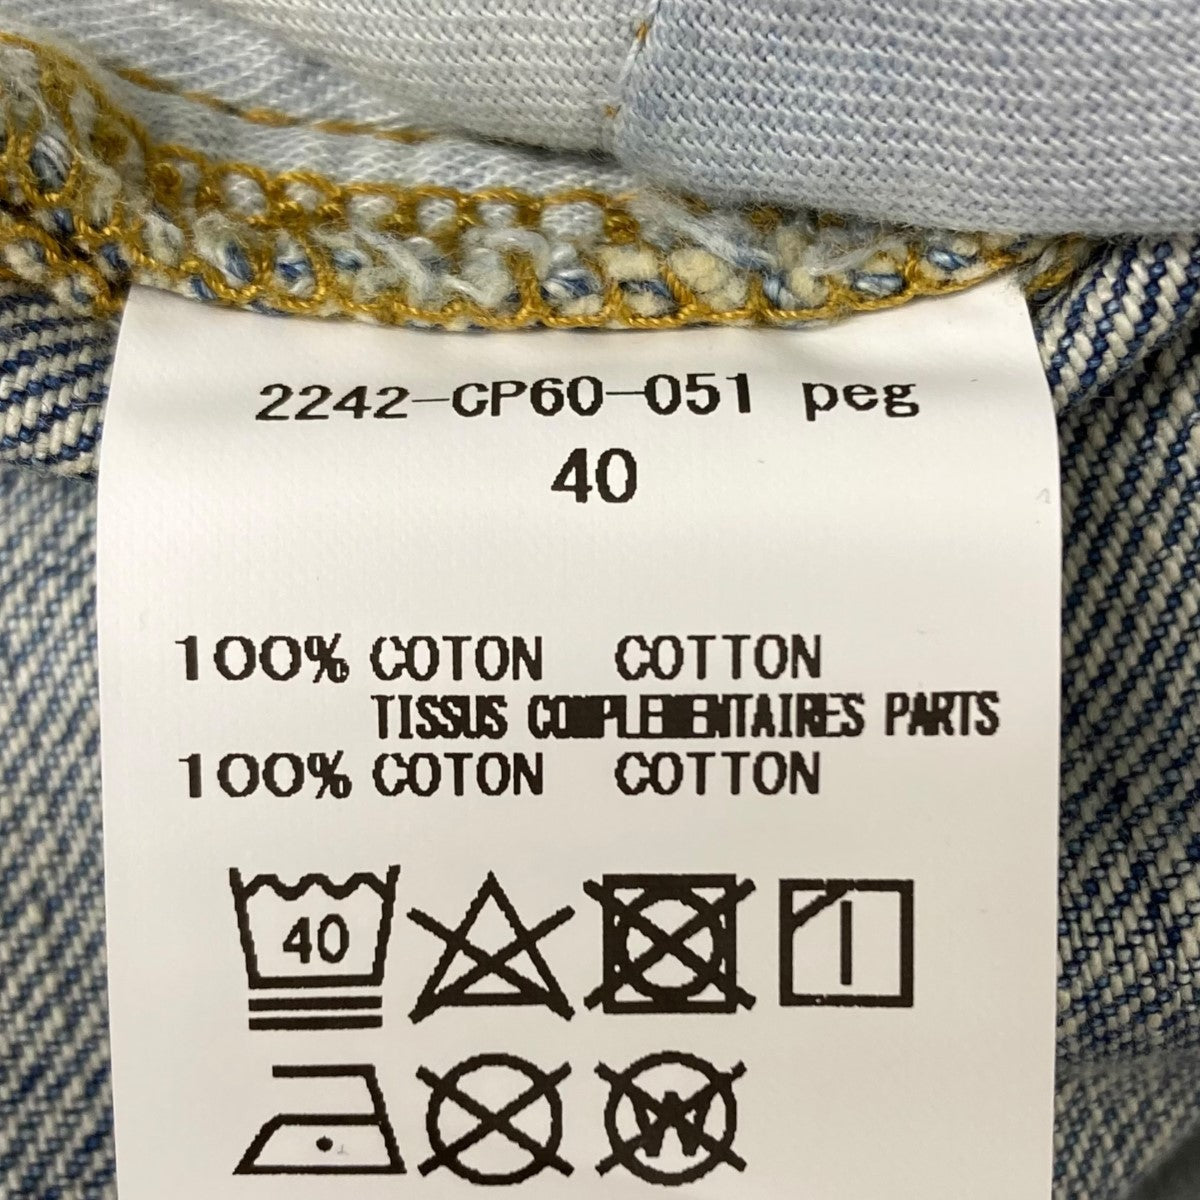 2242-CP60-051 peg
40
100% COTON COTTON
TISSUS COMPLEMENTAIRES PARTS
100% COTON COTTON
40
W